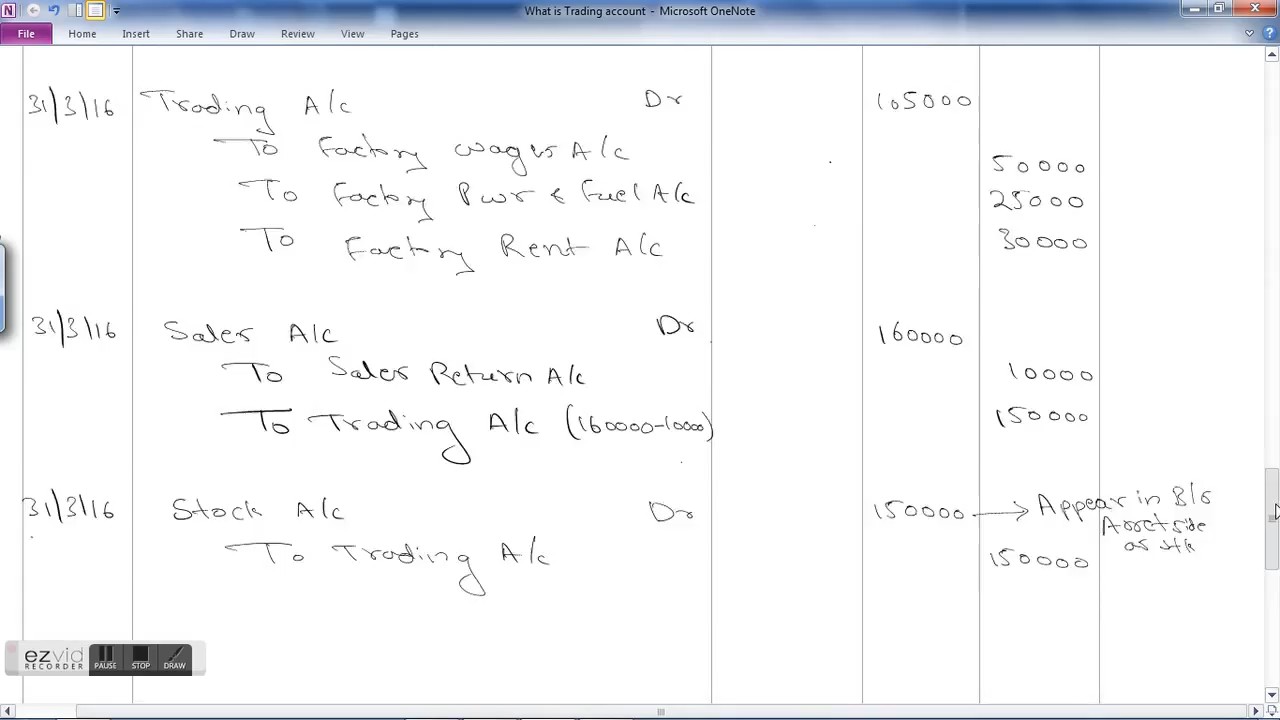 What is Trading account - Microsoft OneNote
File Home Insert Share Draw Review View Pages
31/3/16 Trading A/c Dr 105000
To Factory wages A/c 50000
To Factory Pwr & Fuel A/c 25000
To Factory Rent A/c 30000
31/3/16 Sales A/c Dr 160000
To Sales Return A/c 10000
To Trading A/c (160000-10000) 150000
31/3/16 Stock A/c Dr 150000 → Appear in B/s
Asset side
as stk
To Trading A/c 150000
ezvid
RECORDER
PAUSE STOP DRAW